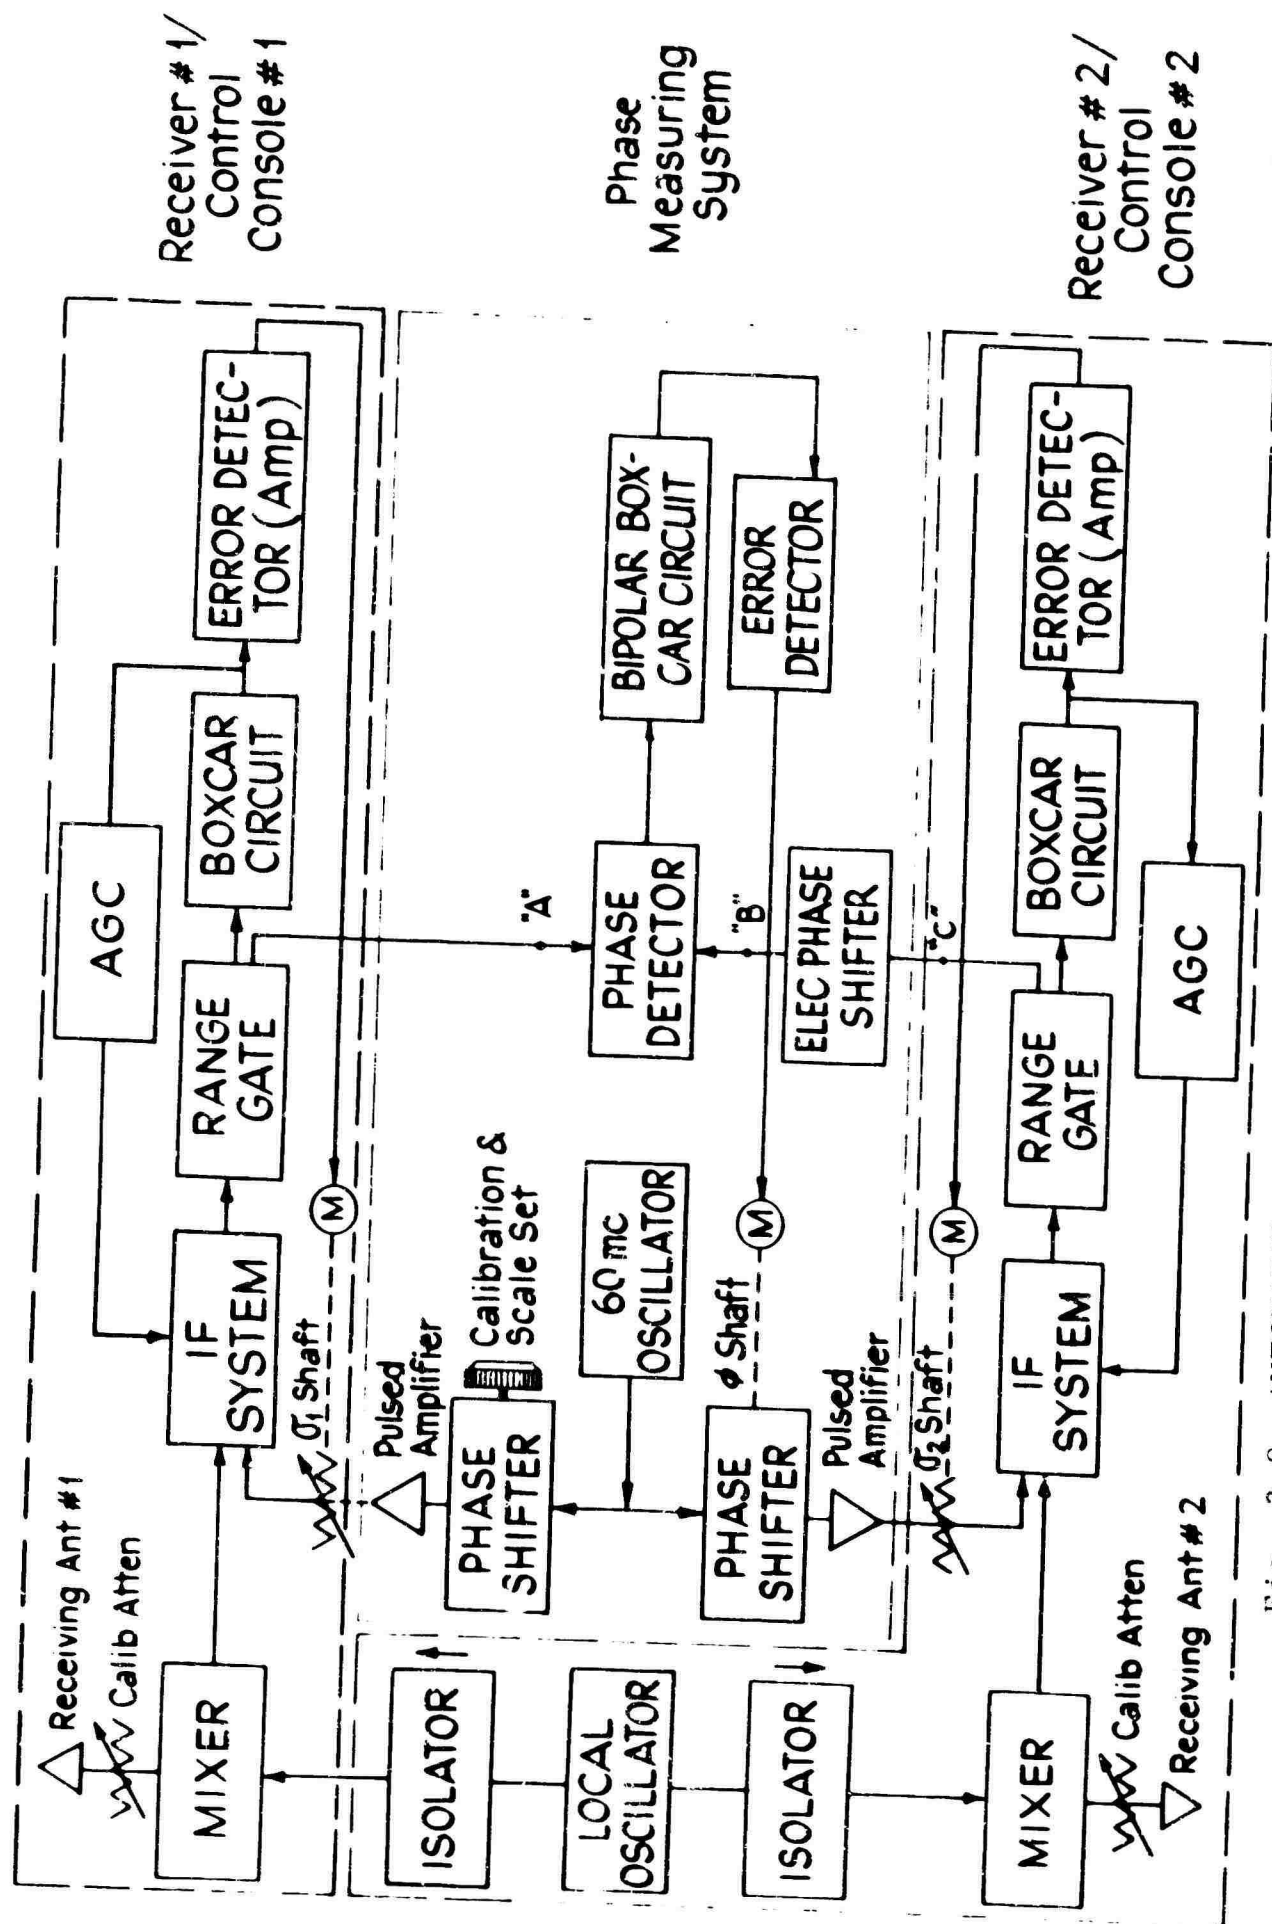 Receiver #1/
Control
Console #1
Receiving Ant #1
Calib Atten
MIXER
AGC
IF
SYSTEM
RANGE
GATE
BOXCAR
CIRCUIT
ERROR DETEC-
TOR (Amp)
σ₁ Shaft
M
Phase
Measuring
System
Pulsed
Amplifier
Calibration &
Scale Set
PHASE
SHIFTER
60 mc
OSCILLATOR
"A"
PHASE
DETECTOR
BIPOLAR BOX-
CAR CIRCUIT
ERROR
DETECTOR
"B"
ϕ Shaft
M
PHASE
SHIFTER
ELEC PHASE
SHIFTER
Pulsed
Amplifier
ISOLATOR
LOCAL
OSCILLATOR
ISOLATOR
Receiver #2/
Control
Console #2
"C"
σ₂ Shaft
M
IF
SYSTEM
RANGE
GATE
BOXCAR
CIRCUIT
ERROR DETEC-
TOR (Amp)
AGC
MIXER
Calib Atten
Receiving Ant #2